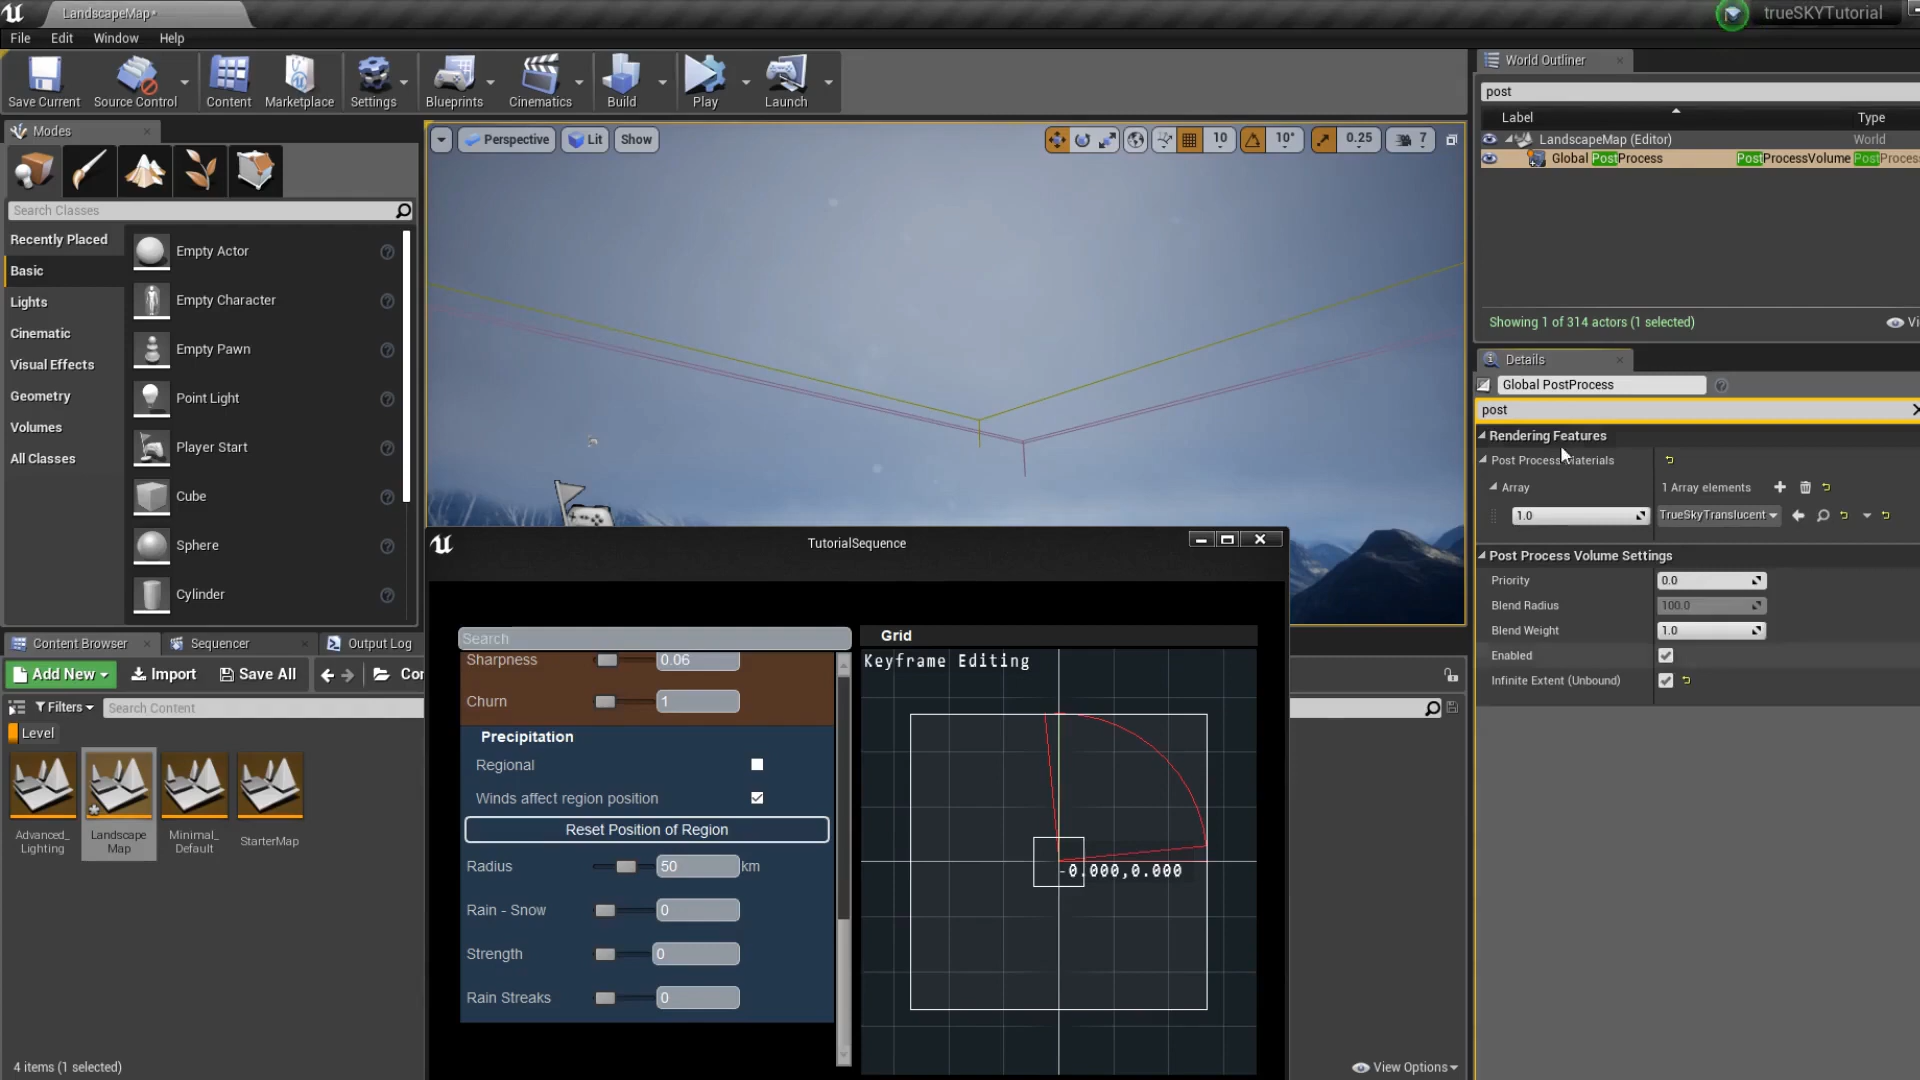 LandscapeMap*
trueSKYTutorial
File Edit Window Help
Save Current Source Control Content Marketplace Settings Blueprints Cinematics Build Play Launch
Modes
Search Classes
Recently Placed
Basic
Lights
Cinematic
Visual Effects
Geometry
Volumes
All Classes
Empty Actor
Empty Character
Empty Pawn
Point Light
Player Start
Cube
Sphere
Cylinder
Perspective Lit Show
10 10° 0.25 7
World Outliner
post
Label Type
LandscapeMap (Editor) World
Global PostProcess PostProcessVolume PostProcess
Showing 1 of 314 actors (1 selected)
Details
Global PostProcess
post
Rendering Features
Post Process Materials
Array 1 Array elements
1.0 TrueSkyTranslucent
Post Process Volume Settings
Priority 0.0
Blend Radius 100.0
Blend Weight 1.0
Enabled
Infinite Extent (Unbound)
Content Browser Sequencer Output Log
Add New Import Save All
Filters Search Content
Level
Advanced_
Lighting
Landscape
Map
Minimal_
Default
StarterMap
4 items (1 selected)
View Options
TutorialSequence
Search
Sharpness 0.06
Churn 1
Precipitation
Regional
Winds affect region position
Reset Position of Region
Radius 50 km
Rain - Snow 0
Strength 0
Rain Streaks 0
Grid
Keyframe Editing
-0.000,0.000